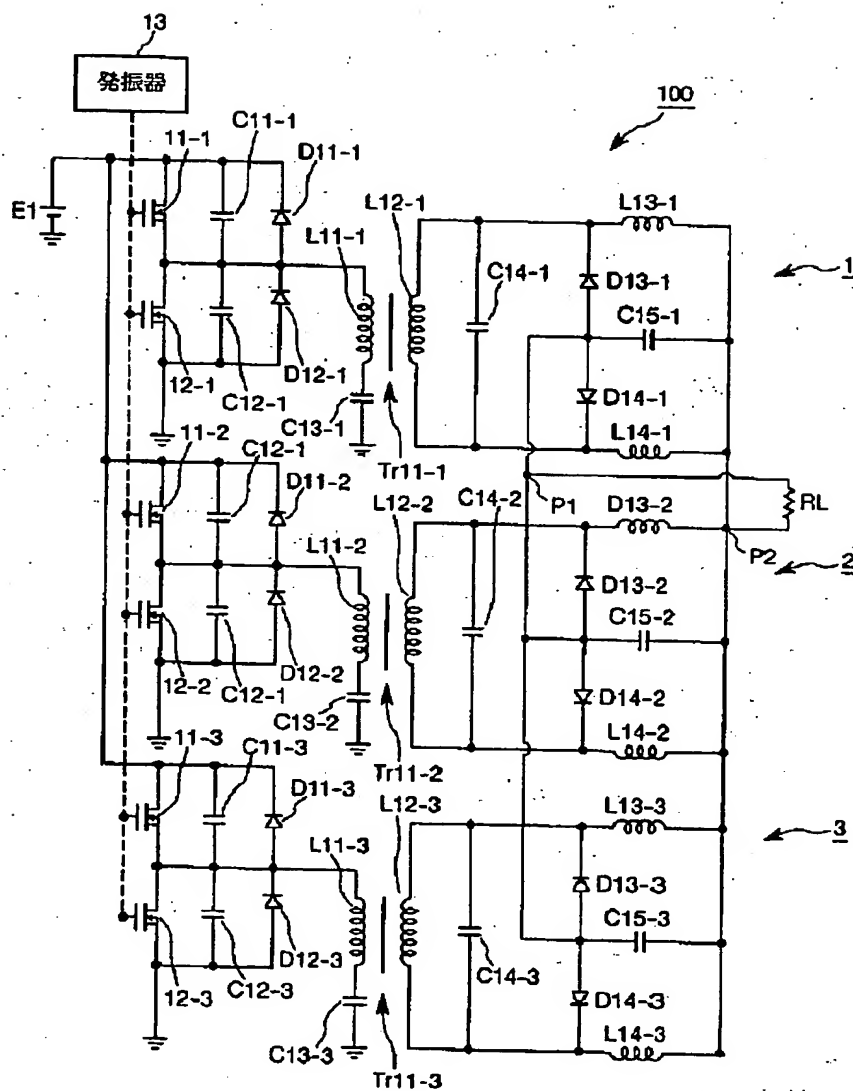 13
発振器
100
11-1
C11-1
D11-1
E1
L11-1
L12-1
L13-1
C14-1
D13-1
1
C15-1
12-1
C12-1
D12-1
C13-1
D14-1
L14-1
Tr11-1
11-2
C12-1
D11-2
L12-2
C14-2
P1
D13-2
RL
P2
L11-2
2
D13-2
C15-2
12-2
C12-1
D12-2
C13-2
D14-2
L14-2
Tr11-2
11-3
C11-3
D11-3
L12-3
L13-3
L11-3
3
D13-3
C15-3
12-3
C12-3
D12-3
C14-3
C13-3
D14-3
L14-3
Tr11-3